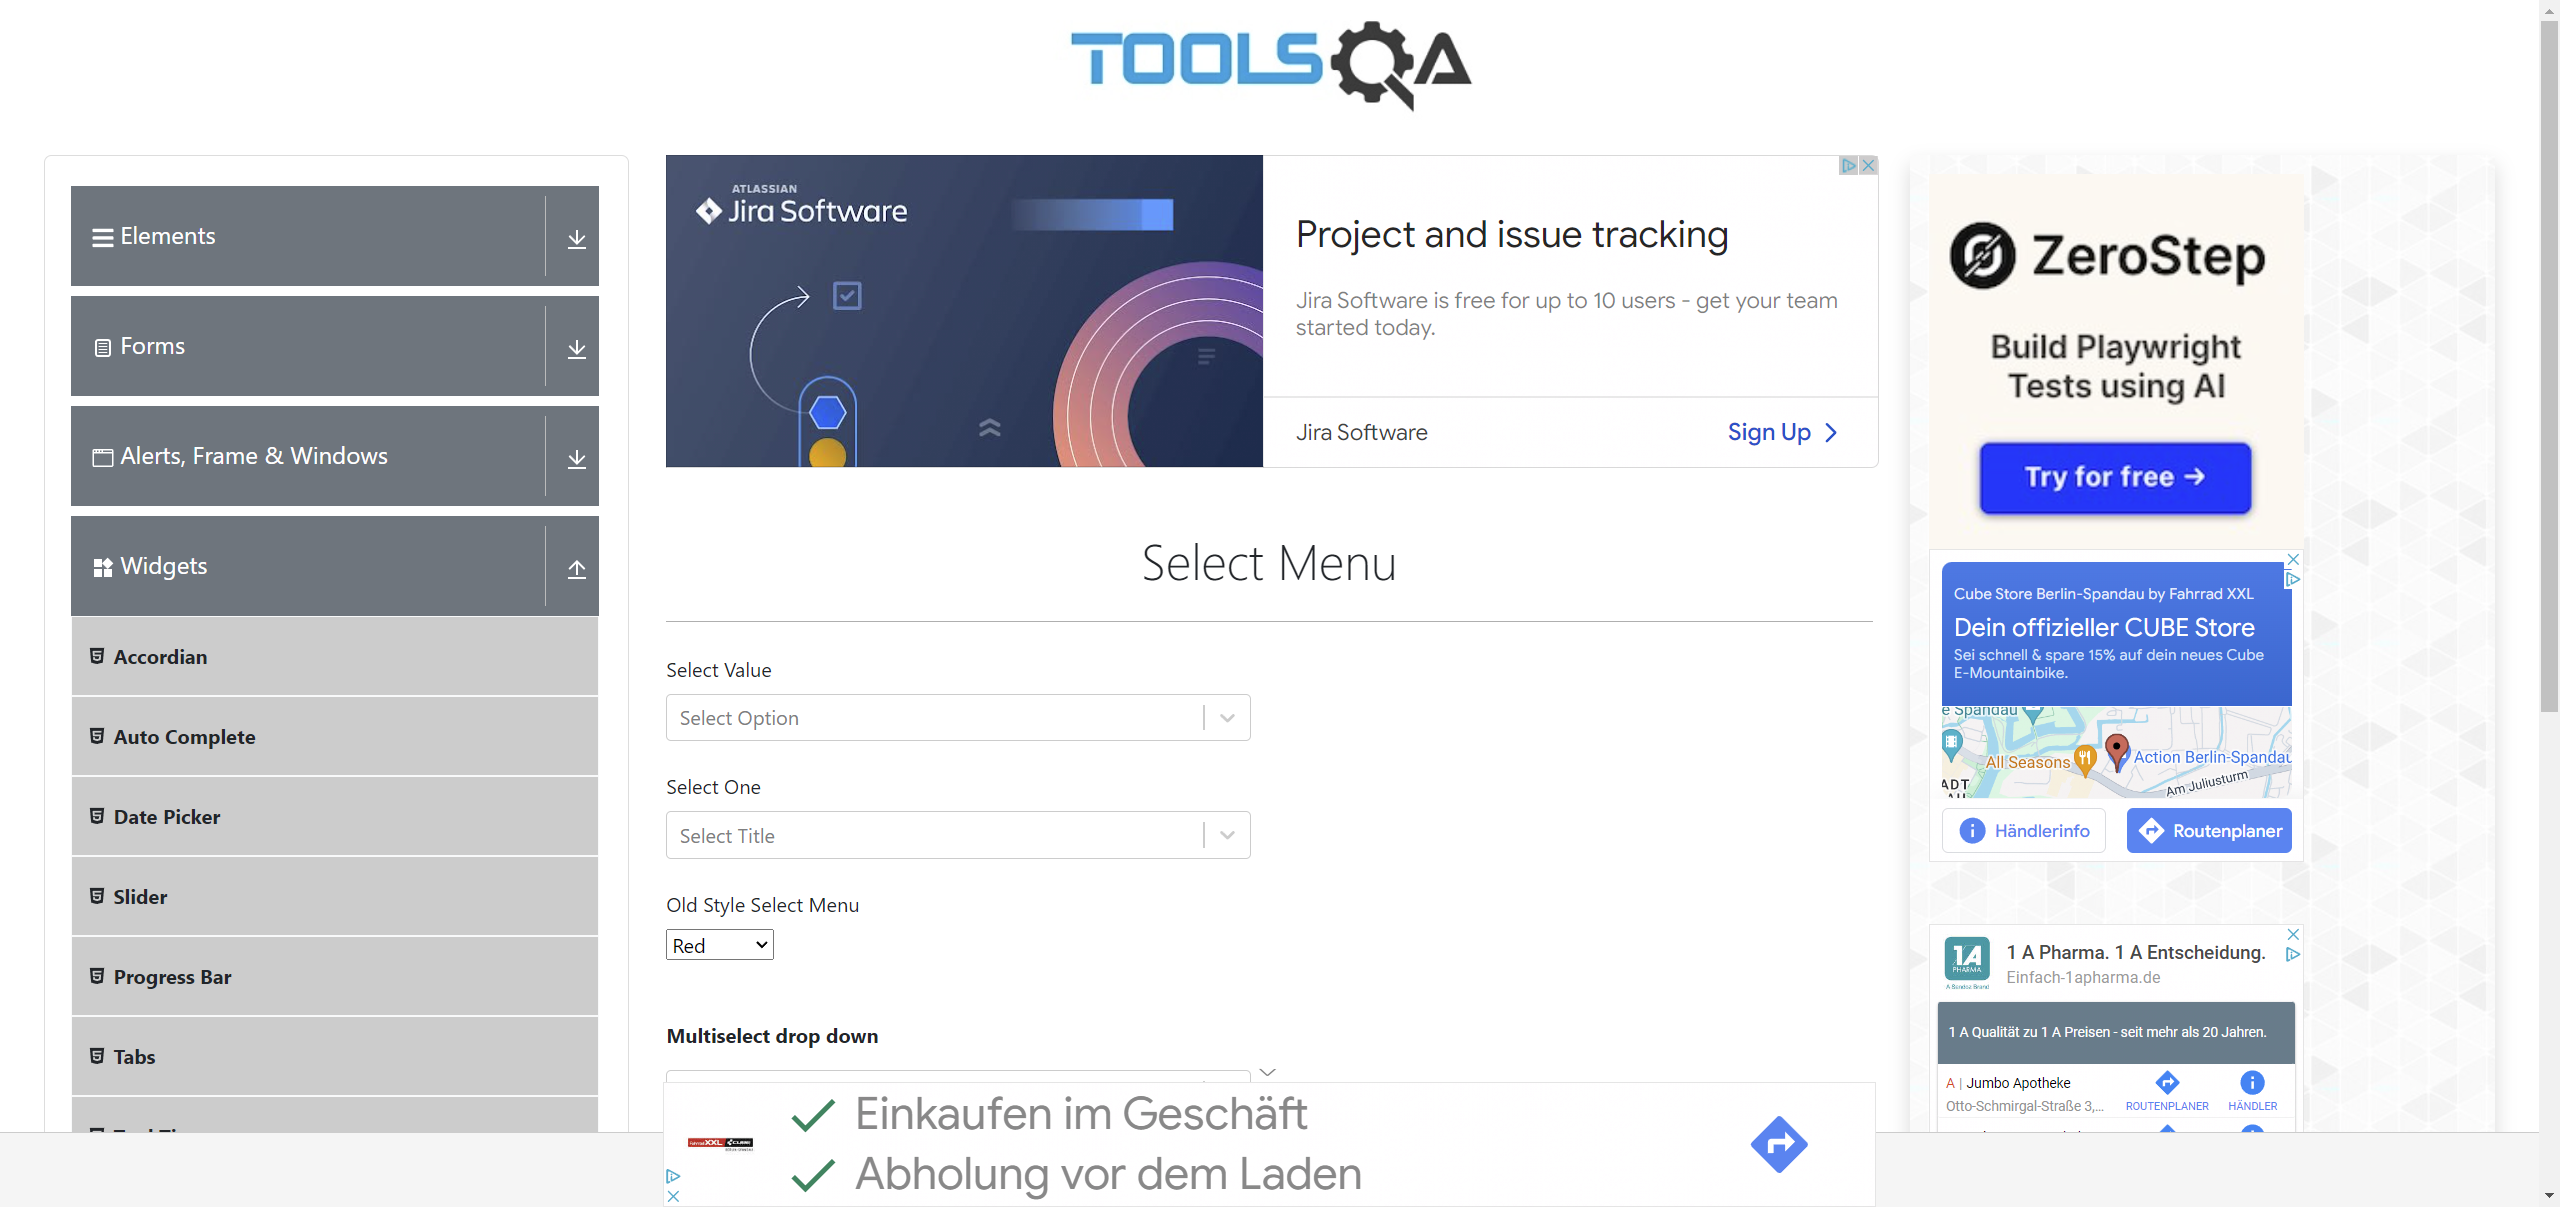 TOOLSQA
Elements
Forms
Alerts, Frame & Windows
Widgets
Accordian
Auto Complete
Date Picker
Slider
Progress Bar
Tabs
ATLASSIAN
Jira Software
Project and issue tracking
Jira Software is free for up to 10 users - get your team
started today.
Jira Software
Sign Up
Select Menu
Select Value
Select Option
Select One
Select Title
Old Style Select Menu
Red
Multiselect drop down
Einkaufen im Geschäft
Abholung vor dem Laden
ZeroStep
Build Playwright
Tests using AI
Try for free →
Cube Store Berlin-Spandau by Fahrrad XXL
Dein offizieller CUBE Store
Sei schnell & spare 15% auf dein neues Cube
E-Mountainbike.
e Spandau
All Seasons
Action Berlin-Spandau
Am Juliusturm
ADT
Händlerinfo
Routenplaner
1A
PHARMA
1 A Pharma. 1 A Entscheidung.
Einfach-1apharma.de
1 A Qualität zu 1 A Preisen - seit mehr als 20 Jahren.
A | Jumbo Apotheke
Otto-Schmirgal-Straße 3,...
ROUTENPLANER
HÄNDLER